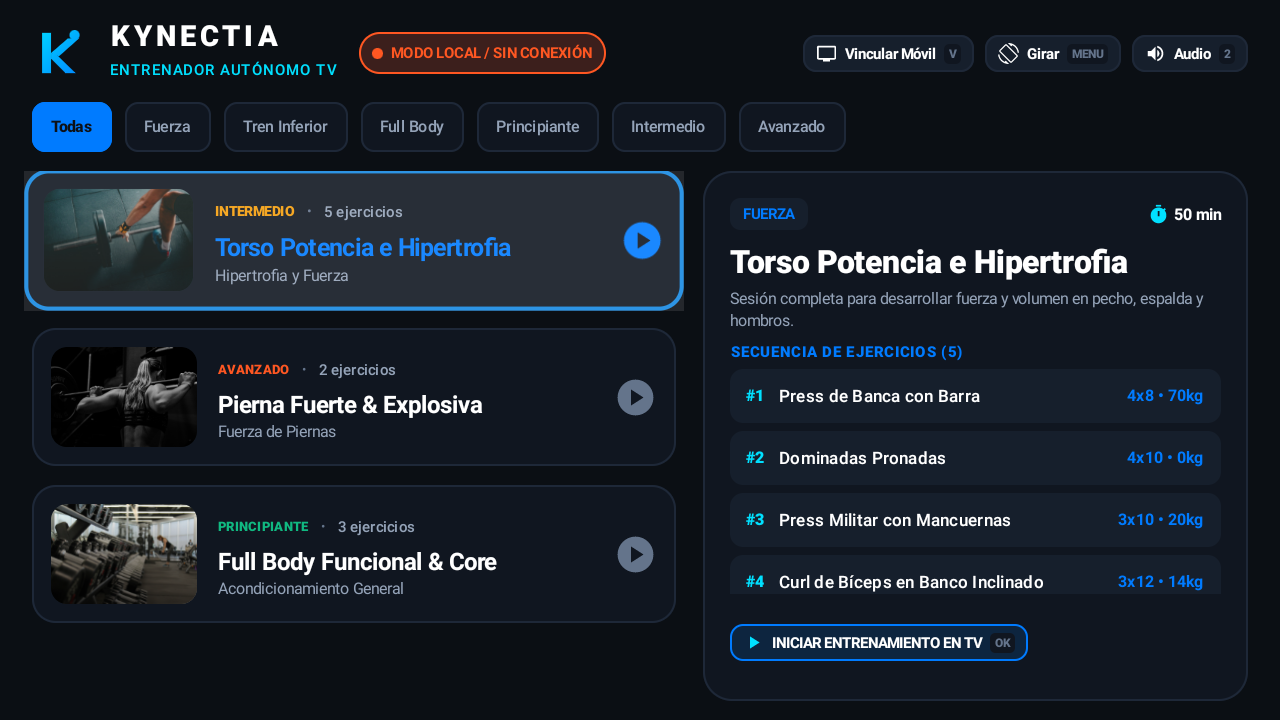 KYNECTIA
ENTRENADOR AUTÓNOMO TV
MODO LOCAL / SIN CONEXIÓN
Vincular Móvil V
Girar MENU
Audio 2
Todas
Fuerza
Tren Inferior
Full Body
Principiante
Intermedio
Avanzado
INTERMEDIO • 5 ejercicios
Torso Potencia e Hipertrofia
Hipertrofia y Fuerza
AVANZADO • 2 ejercicios
Pierna Fuerte & Explosiva
Fuerza de Piernas
PRINCIPIANTE • 3 ejercicios
Full Body Funcional & Core
Acondicionamiento General
FUERZA
50 min
Torso Potencia e Hipertrofia
Sesión completa para desarrollar fuerza y volumen en pecho, espalda y
hombros.
SECUENCIA DE EJERCICIOS (5)
#1 Press de Banca con Barra 4x8 • 70kg
#2 Dominadas Pronadas 4x10 • 0kg
#3 Press Militar con Mancuernas 3x10 • 20kg
#4 Curl de Bíceps en Banco Inclinado 3x12 • 14kg
INICIAR ENTRENAMIENTO EN TV OK